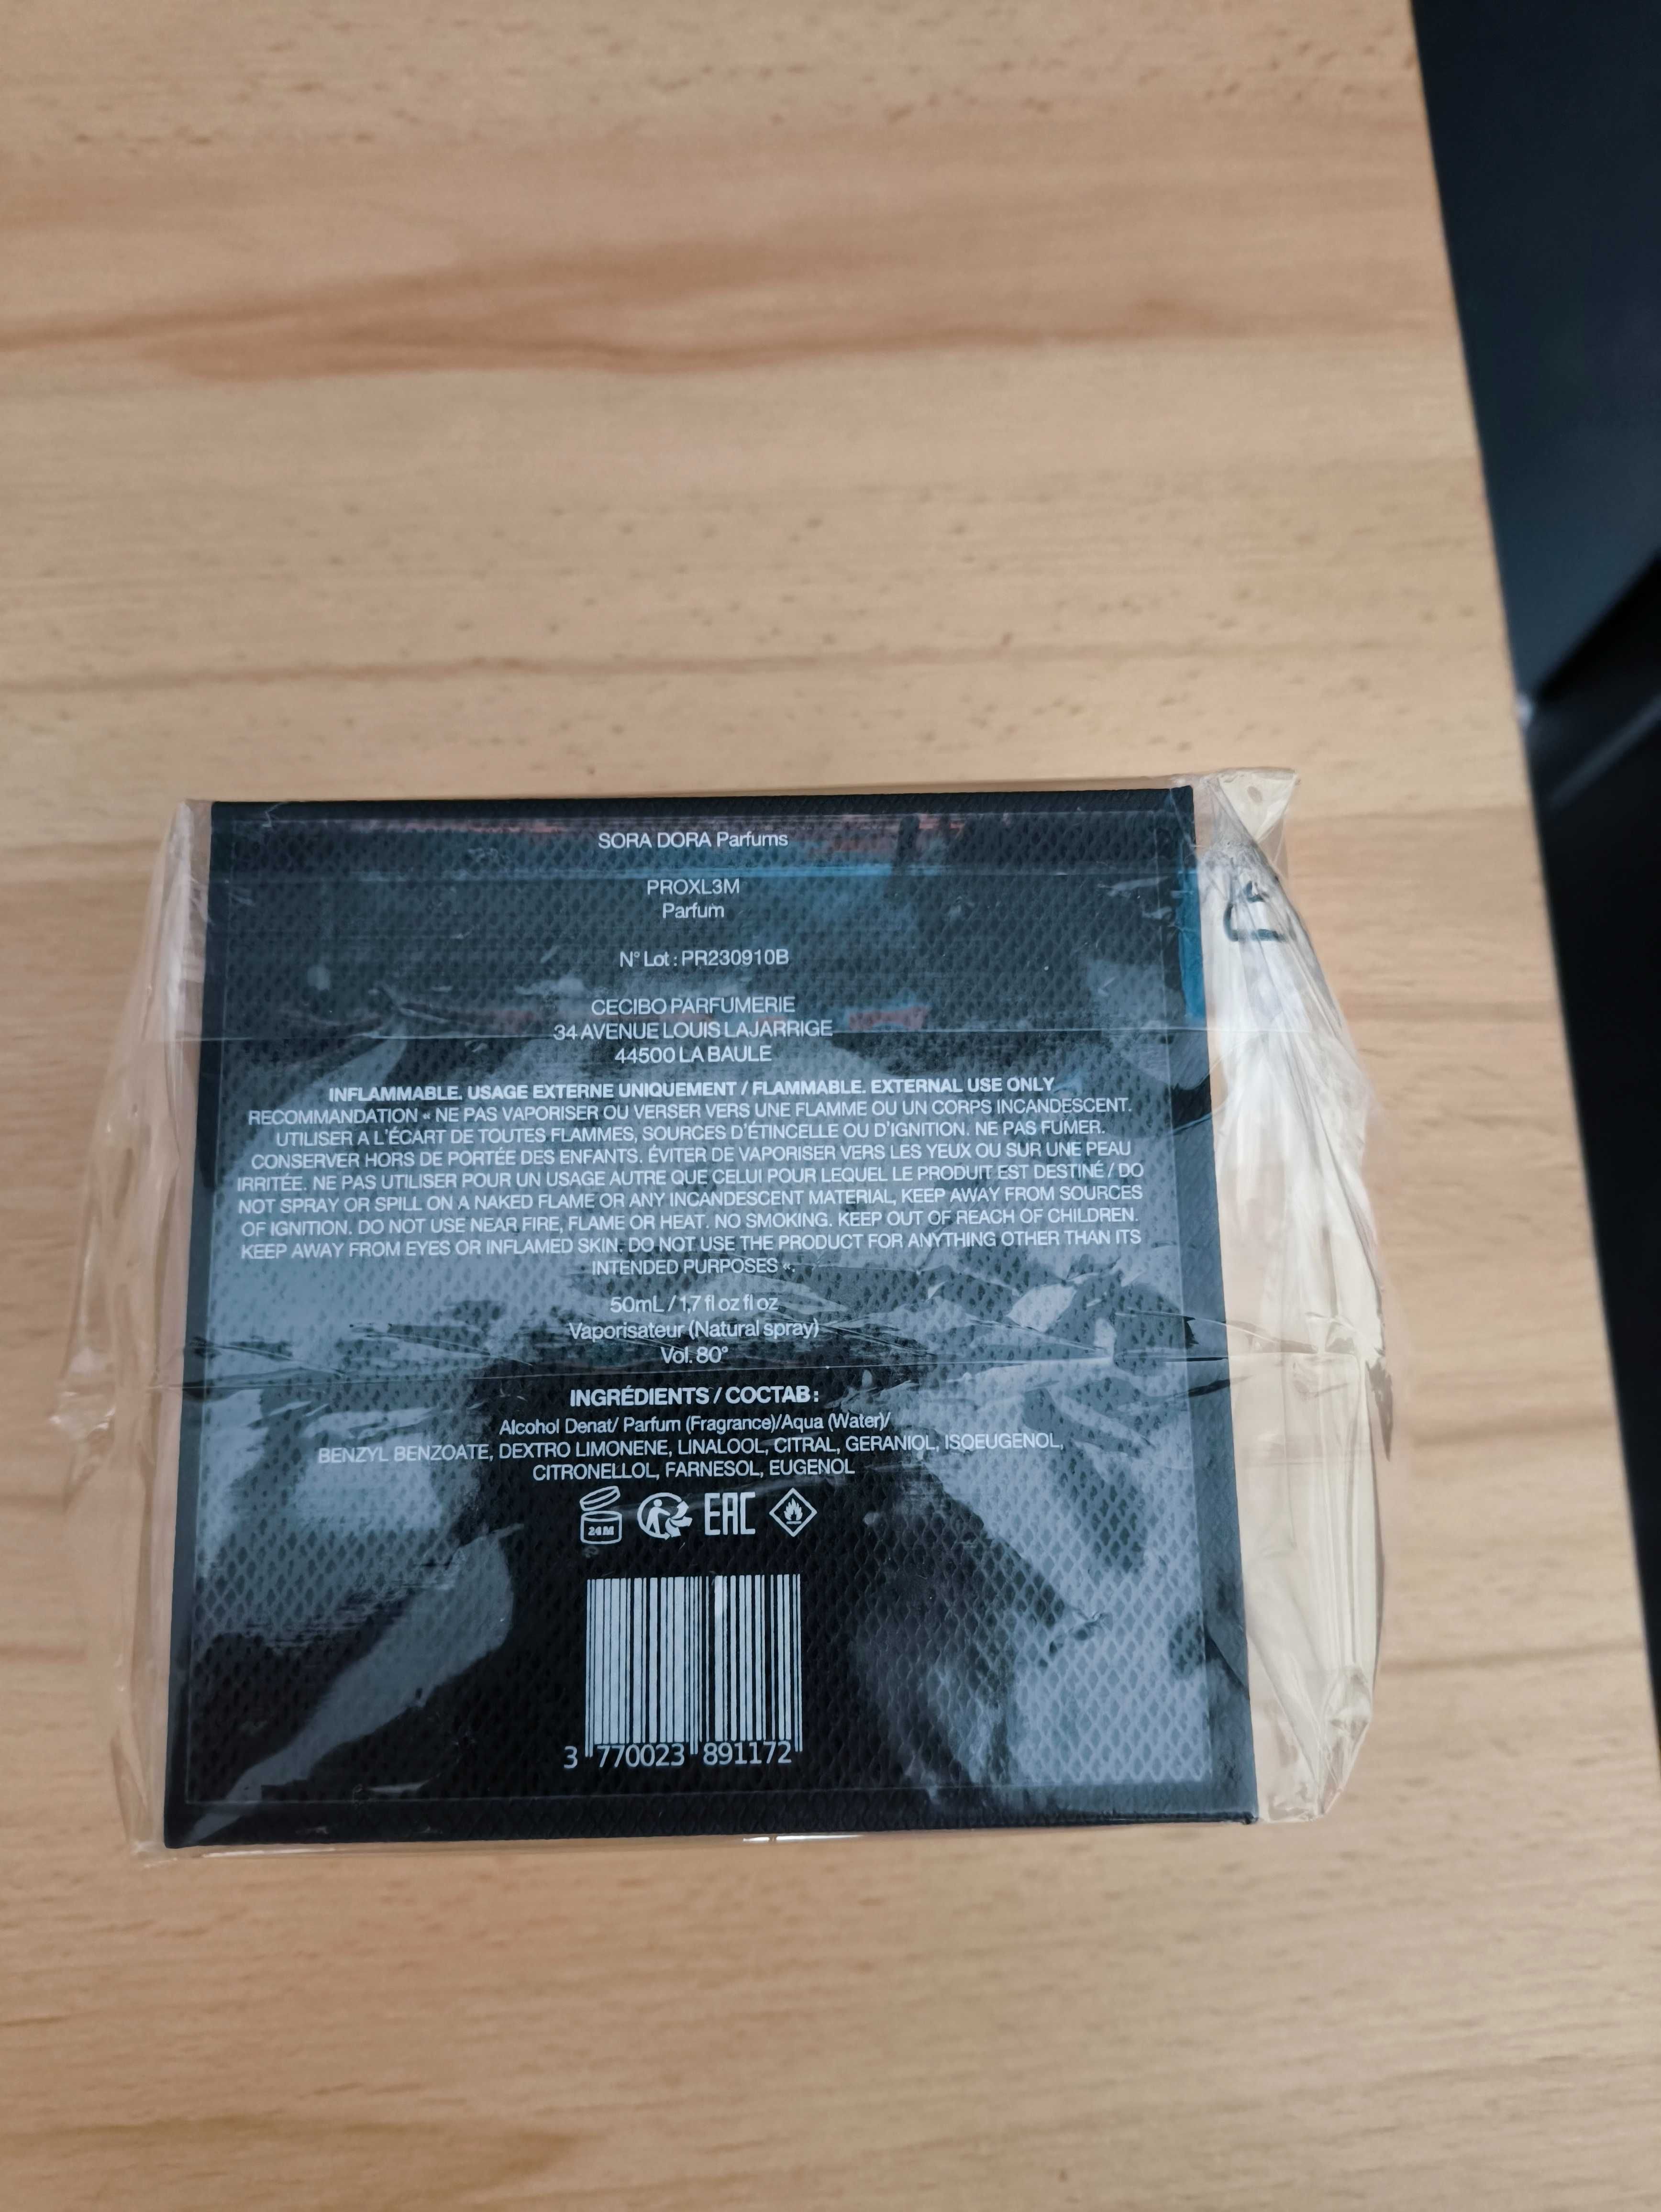 SORA DORA Parfums
PROXL3M
Parfum
N° Lot : PR230910B
CECIBO PARFUMERIE
34 AVENUE LOUIS LAJARRIGE
44500 LA BAULE
INFLAMMABLE. USAGE EXTERNE UNIQUEMENT / FLAMMABLE. EXTERNAL USE ONLY
RECOMMANDATION « NE PAS VAPORISER OU VERSER VERS UNE FLAMME OU UN CORPS INCANDESCENT.
UTILISER A L'ÉCART DE TOUTES FLAMMES, SOURCES D'ÉTINCELLE OU D'IGNITION. NE PAS FUMER.
CONSERVER HORS DE PORTÉE DES ENFANTS. ÉVITER DE VAPORISER VERS LES YEUX OU SUR UNE PEAU
IRRITÉE. NE PAS UTILISER POUR UN USAGE AUTRE QUE CELUI POUR LEQUEL LE PRODUIT EST DESTINÉ / DO
NOT SPRAY OR SPILL ON A NAKED FLAME OR ANY INCANDESCENT MATERIAL, KEEP AWAY FROM SOURCES
OF IGNITION. DO NOT USE NEAR FIRE, FLAME OR HEAT. NO SMOKING. KEEP OUT OF REACH OF CHILDREN.
KEEP AWAY FROM EYES OR INFLAMED SKIN. DO NOT USE THE PRODUCT FOR ANYTHING OTHER THAN ITS
INTENDED PURPOSES «.
50mL / 1,7 fl oz fl oz
Vaporisateur (Natural spray)
Vol. 80°
INGRÉDIENTS / COCTAB :
Alcohol Denat/ Parfum (Fragrance)/Aqua (Water)/
BENZYL BENZOATE, DEXTRO LIMONENE, LINALOOL, CITRAL, GERANIOL, ISOEUGENOL,
CITRONELLOL, FARNESOL, EUGENOL
24M EAC
3 770023 891172